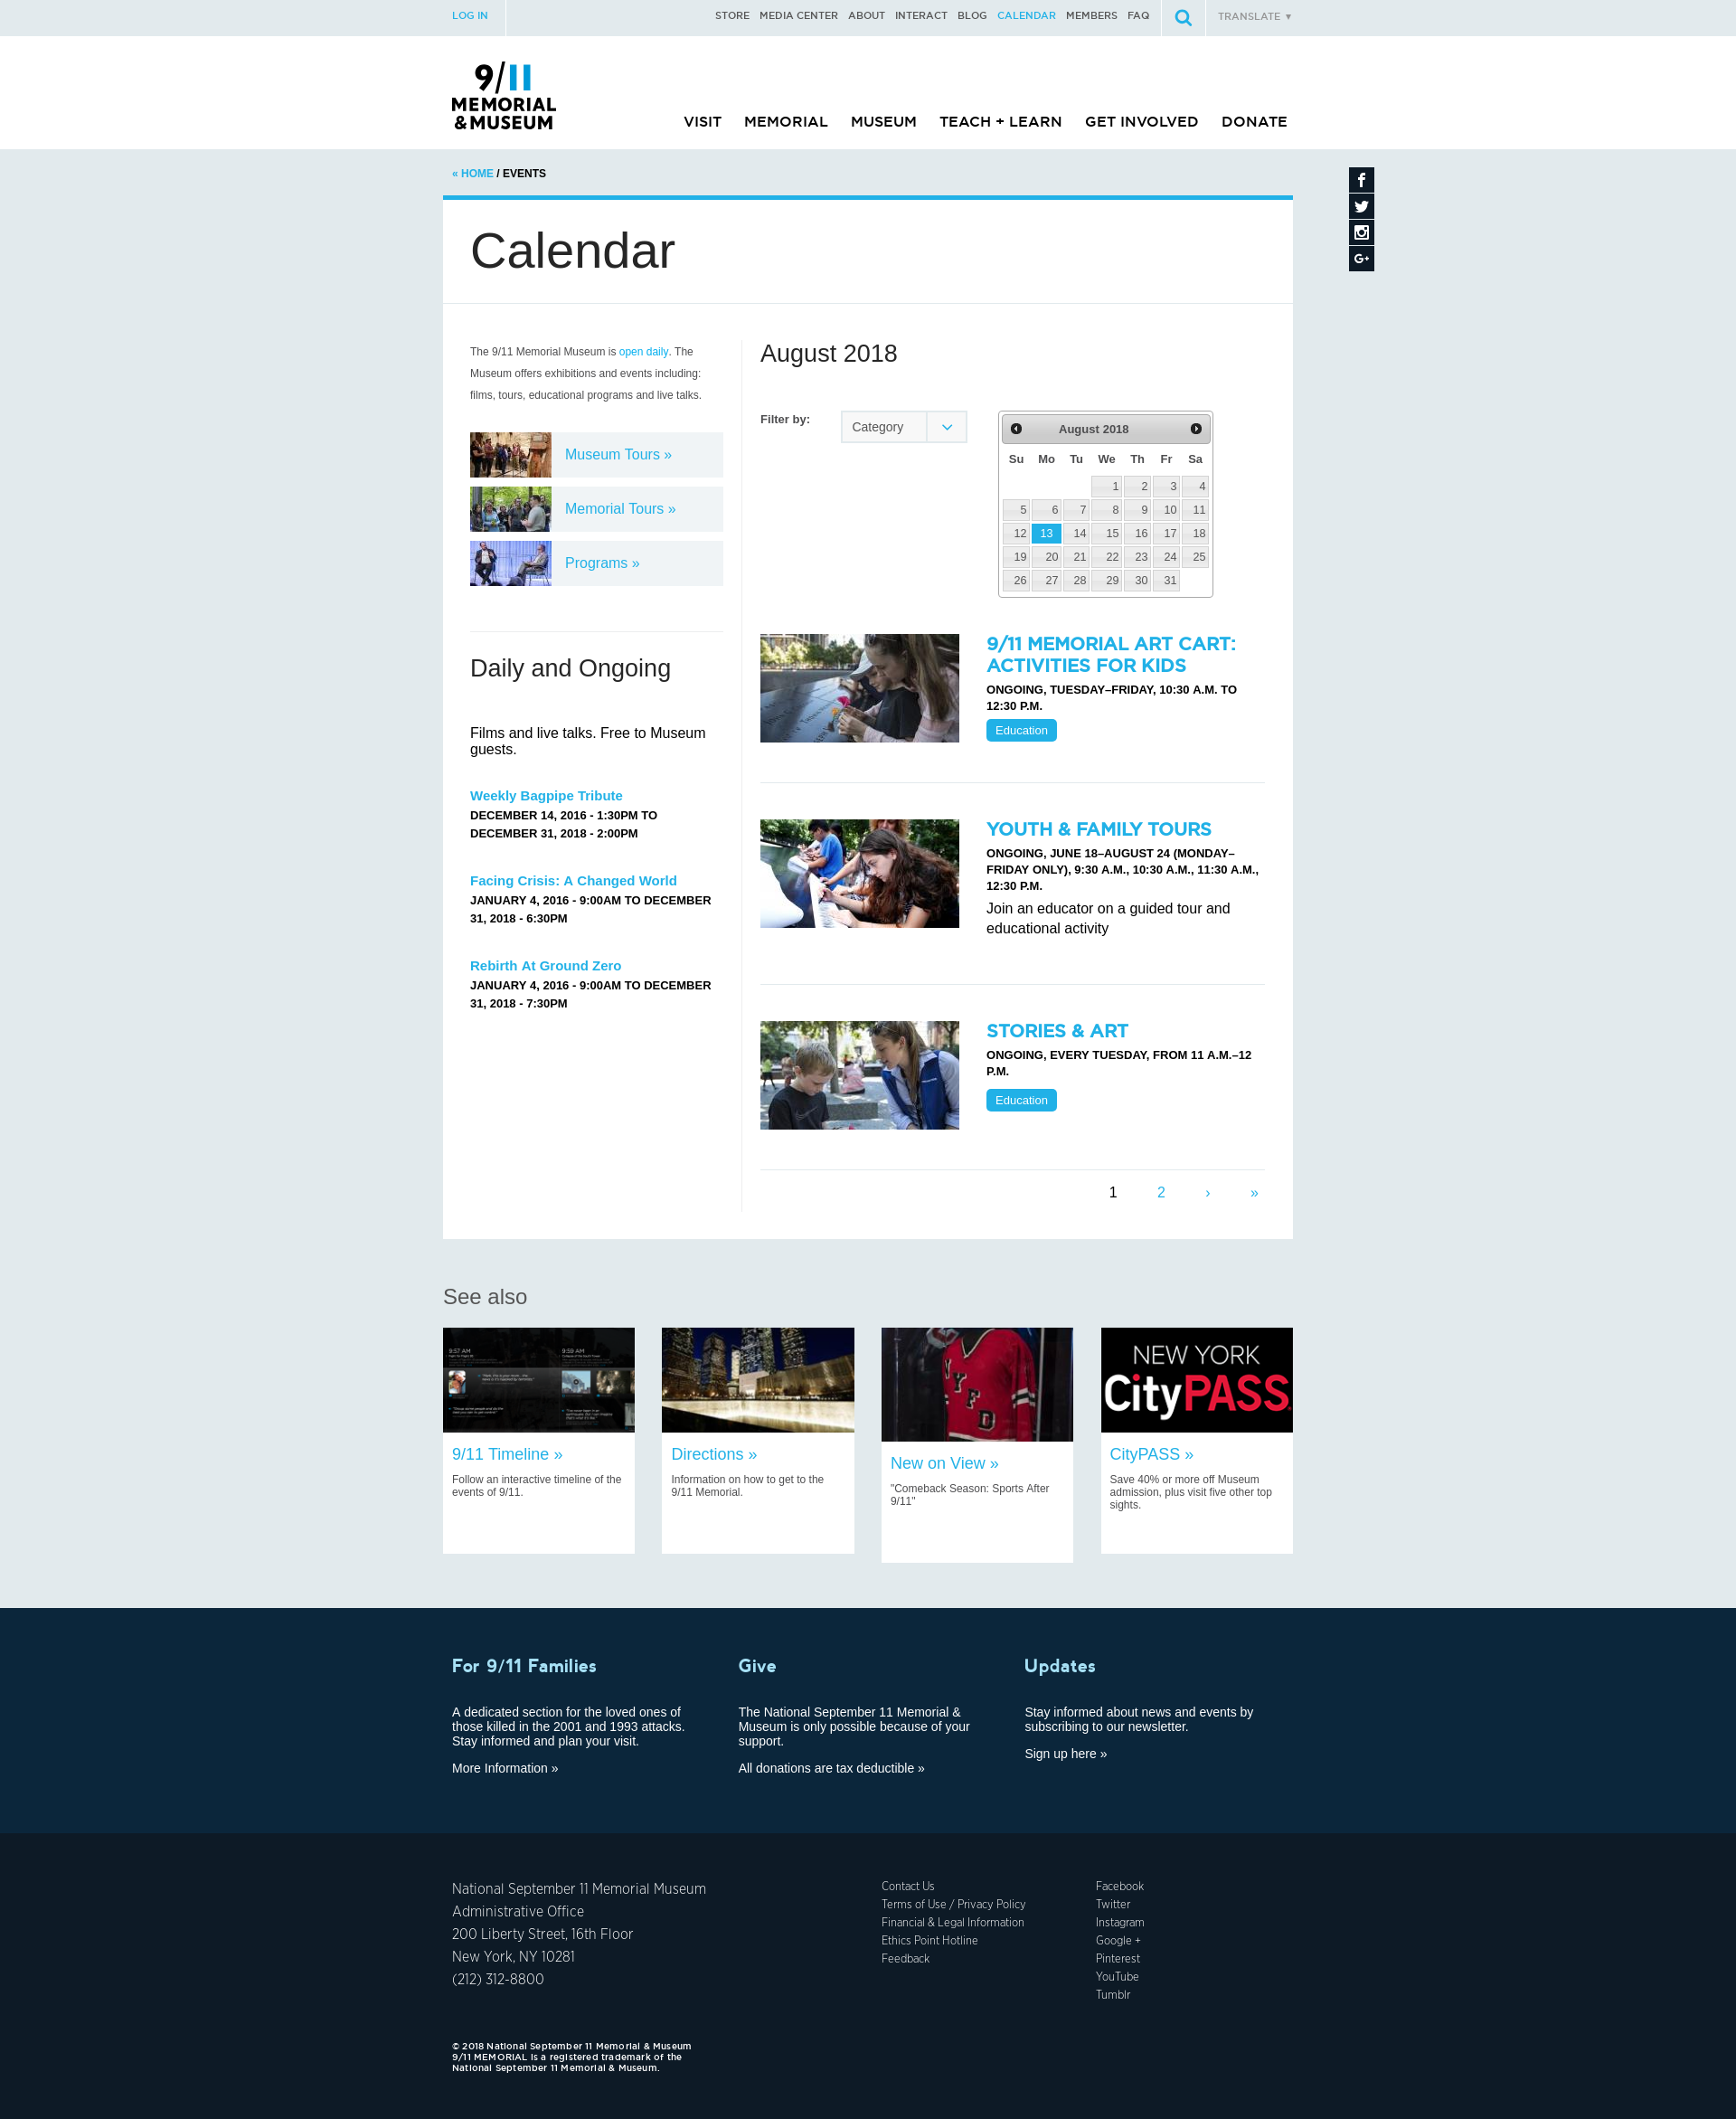 LOG IN
STORE MEDIA CENTER ABOUT INTERACT BLOG CALENDAR MEMBERS FAQ
TRANSLATE ▼
9/11
MEMORIAL
&MUSEUM
VISIT MEMORIAL MUSEUM TEACH + LEARN GET INVOLVED DONATE
« HOME / EVENTS
Calendar
The 9/11 Memorial Museum is open daily. The
Museum offers exhibitions and events including:
films, tours, educational programs and live talks.
Museum Tours »
Memorial Tours »
Programs »
Daily and Ongoing
Films and live talks. Free to Museum
guests.
Weekly Bagpipe Tribute
DECEMBER 14, 2016 - 1:30PM TO
DECEMBER 31, 2018 - 2:00PM
Facing Crisis: A Changed World
JANUARY 4, 2016 - 9:00AM TO DECEMBER
31, 2018 - 6:30PM
Rebirth At Ground Zero
JANUARY 4, 2016 - 9:00AM TO DECEMBER
31, 2018 - 7:30PM
August 2018
Filter by:
Category
August 2018
Su Mo Tu We Th Fr Sa
1 2 3 4
5 6 7 8 9 10 11
12 13 14 15 16 17 18
19 20 21 22 23 24 25
26 27 28 29 30 31
9/11 MEMORIAL ART CART:
ACTIVITIES FOR KIDS
ONGOING, TUESDAY–FRIDAY, 10:30 A.M. TO
12:30 P.M.
Education
YOUTH & FAMILY TOURS
ONGOING, JUNE 18–AUGUST 24 (MONDAY–
FRIDAY ONLY), 9:30 A.M., 10:30 A.M., 11:30 A.M.,
12:30 P.M.
Join an educator on a guided tour and
educational activity
STORIES & ART
ONGOING, EVERY TUESDAY, FROM 11 A.M.–12
P.M.
Education
1 2 › »
See also
9:57 AM
9:59 AM
9/11 Timeline »
Follow an interactive timeline of the
events of 9/11.
Directions »
Information on how to get to the
9/11 Memorial.
New on View »
"Comeback Season: Sports After
9/11"
NEW YORK
CityPASS
CityPASS »
Save 40% or more off Museum
admission, plus visit five other top
sights.
For 9/11 Families
A dedicated section for the loved ones of
those killed in the 2001 and 1993 attacks.
Stay informed and plan your visit.
More Information »
Give
The National September 11 Memorial &
Museum is only possible because of your
support.
All donations are tax deductible »
Updates
Stay informed about news and events by
subscribing to our newsletter.
Sign up here »
National September 11 Memorial Museum
Administrative Office
200 Liberty Street, 16th Floor
New York, NY 10281
(212) 312-8800
Contact Us
Terms of Use / Privacy Policy
Financial & Legal Information
Ethics Point Hotline
Feedback
Facebook
Twitter
Instagram
Google +
Pinterest
YouTube
Tumblr
© 2018 National September 11 Memorial & Museum
9/11 MEMORIAL is a registered trademark of the
National September 11 Memorial & Museum.